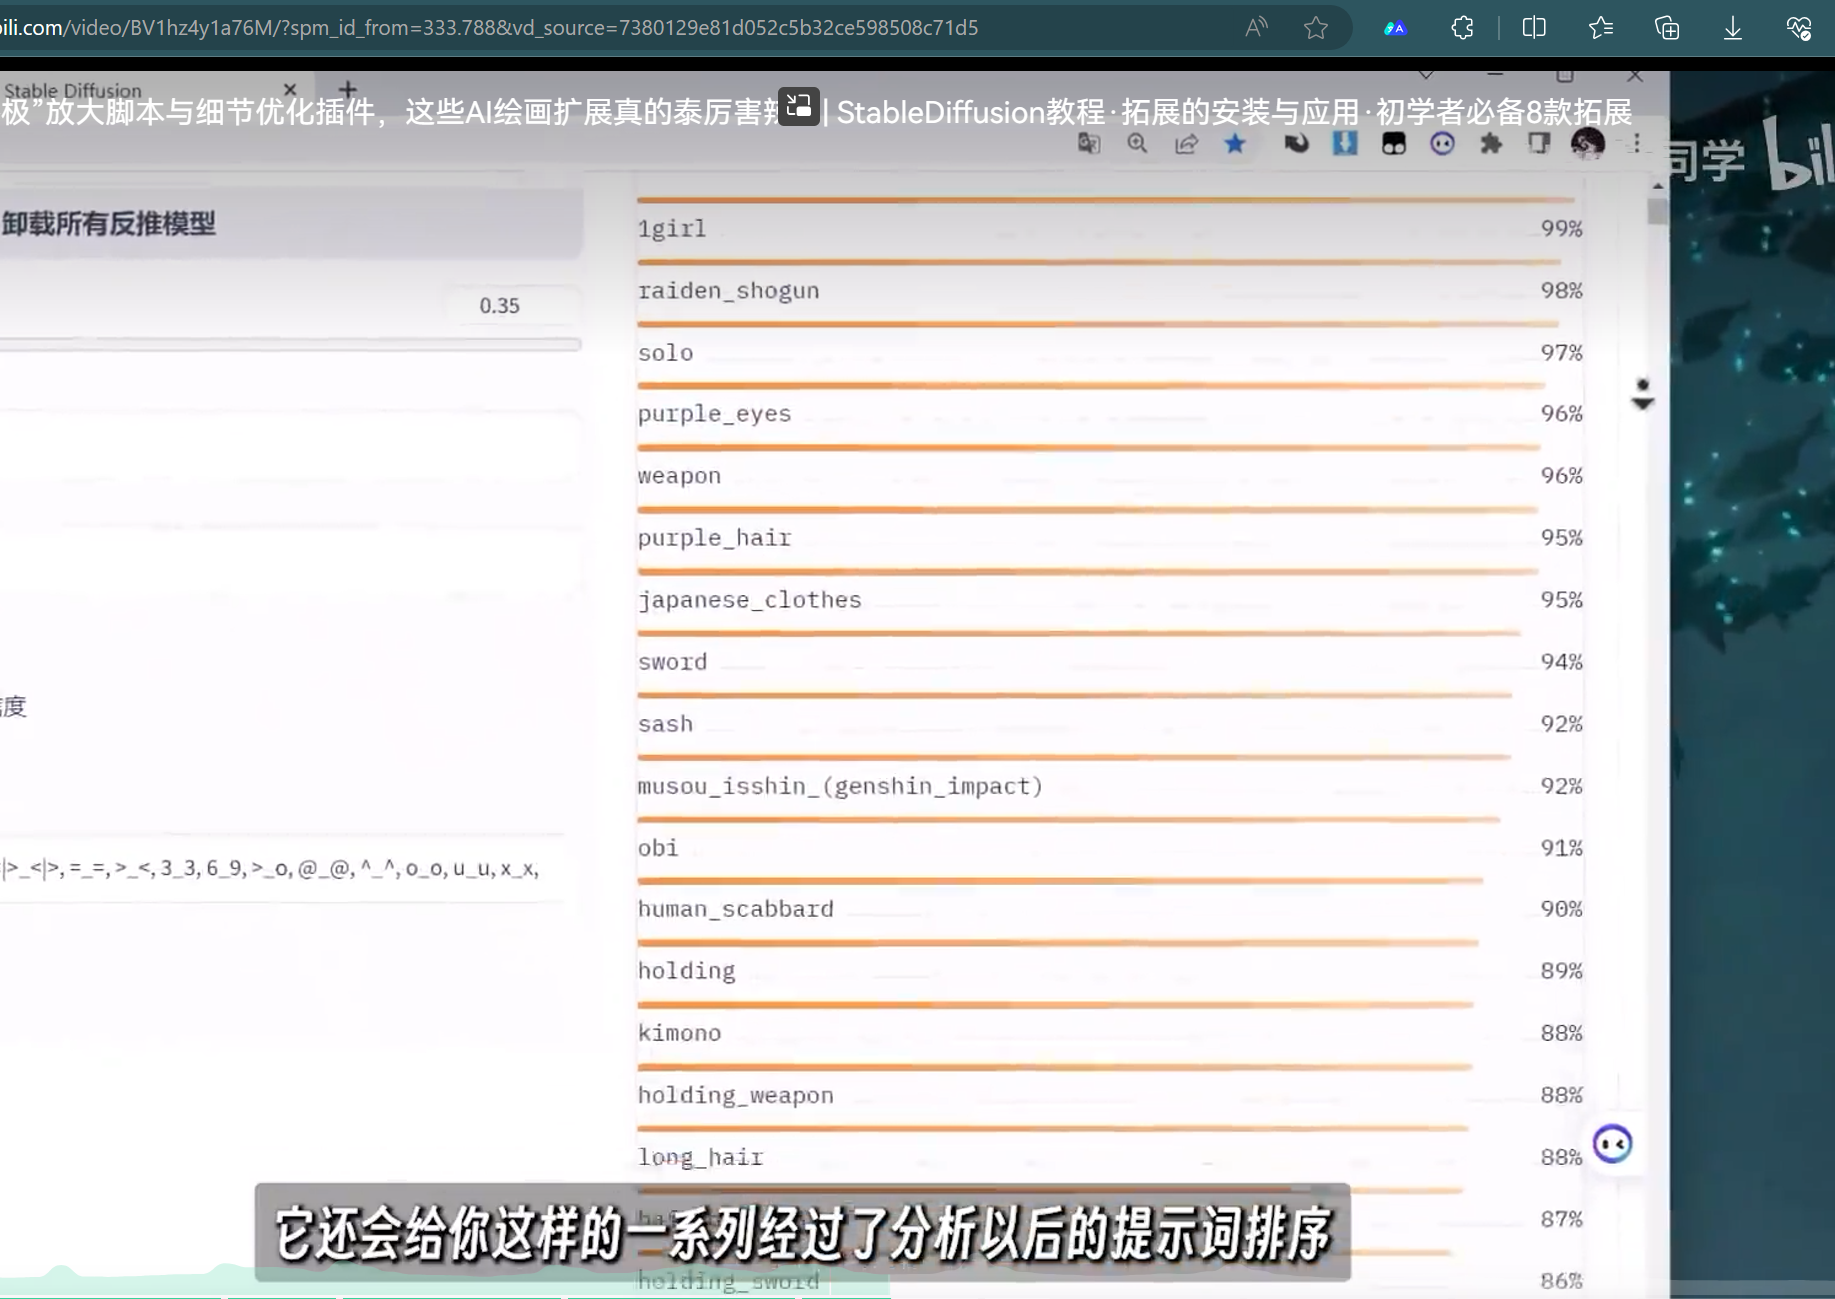 ili.com/video/BV1hz4y1a76M/?spm_id_from=333.788&vd_source=7380129e81d052c5b32ce598508c71d5
Stable Diffusion
极”放大脚本与细节优化插件，这些AI绘画扩展真的泰厉害辣 | StableDiffusion教程·拓展的安装与应用·初学者必备8款拓展
同学 bil
卸载所有反推模型
0.35
信度
|>_<|>, =_=, >_<, 3_3, 6_9, >_o, @_@, ^_^, o_o, u_u, x_x,
1girl 99%
raiden_shogun 98%
solo 97%
purple_eyes 96%
weapon 96%
purple_hair 95%
japanese_clothes 95%
sword 94%
sash 92%
musou_isshin_(genshin_impact) 92%
obi 91%
human_scabbard 90%
holding 89%
kimono 88%
holding_weapon 88%
long_hair 88%
87%
它还会给你这样的一系列经过了分析以后的提示词排序
holding_sword 86%